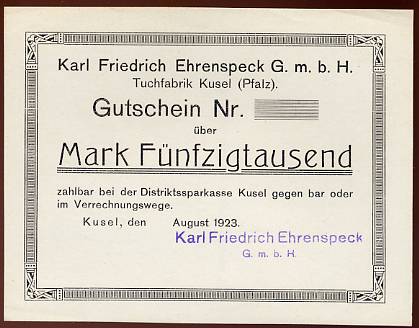 Karl Friedrich Ehrenspeck G. m. b. H.
Tuchfabrik Kusel (Pfalz).
Gutschein Nr.
über
Mark Fünfzigtausend
zahlbar bei der Distriktssparkasse Kusel gegen bar oder
im Verrechnungswege.
Kusel, den August 1923.
Karl Friedrich Ehrenspeck
G. m. b. H.